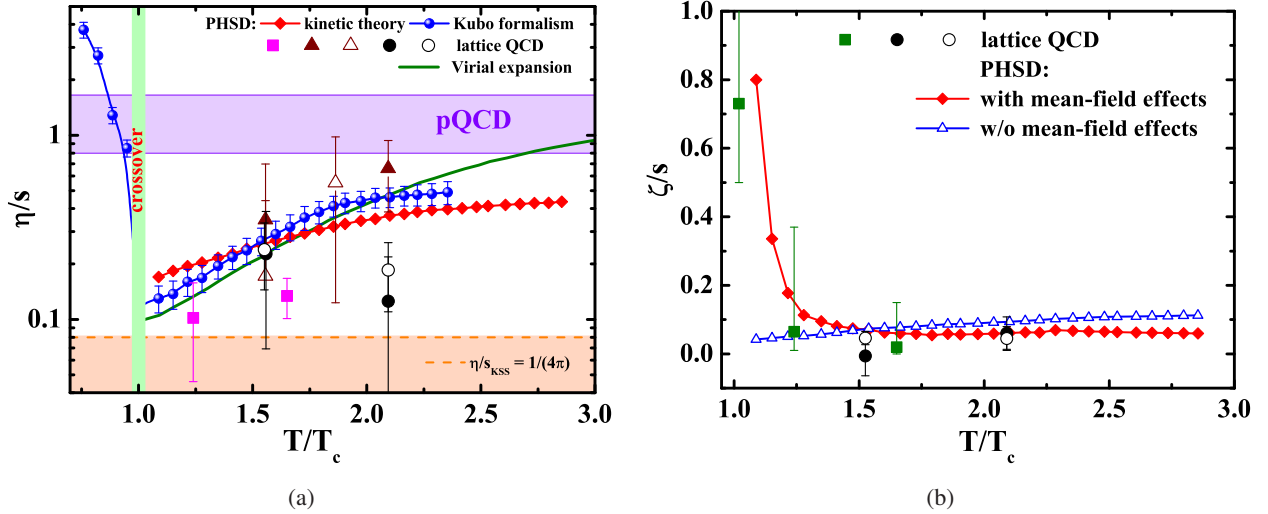 PHSD: kinetic theory Kubo formalism
lattice QCD
Virial expansion
pQCD
crossover
η/s_KSS = 1/(4π)
η/s
1
0.1
1.0 1.5 2.0 2.5 3.0
T/T_c
(a)
lattice QCD
PHSD:
with mean-field effects
w/o mean-field effects
ζ/s
1.0
0.8
0.6
0.4
0.2
0.0
1.0 1.5 2.0 2.5 3.0
T/T_c
(b)